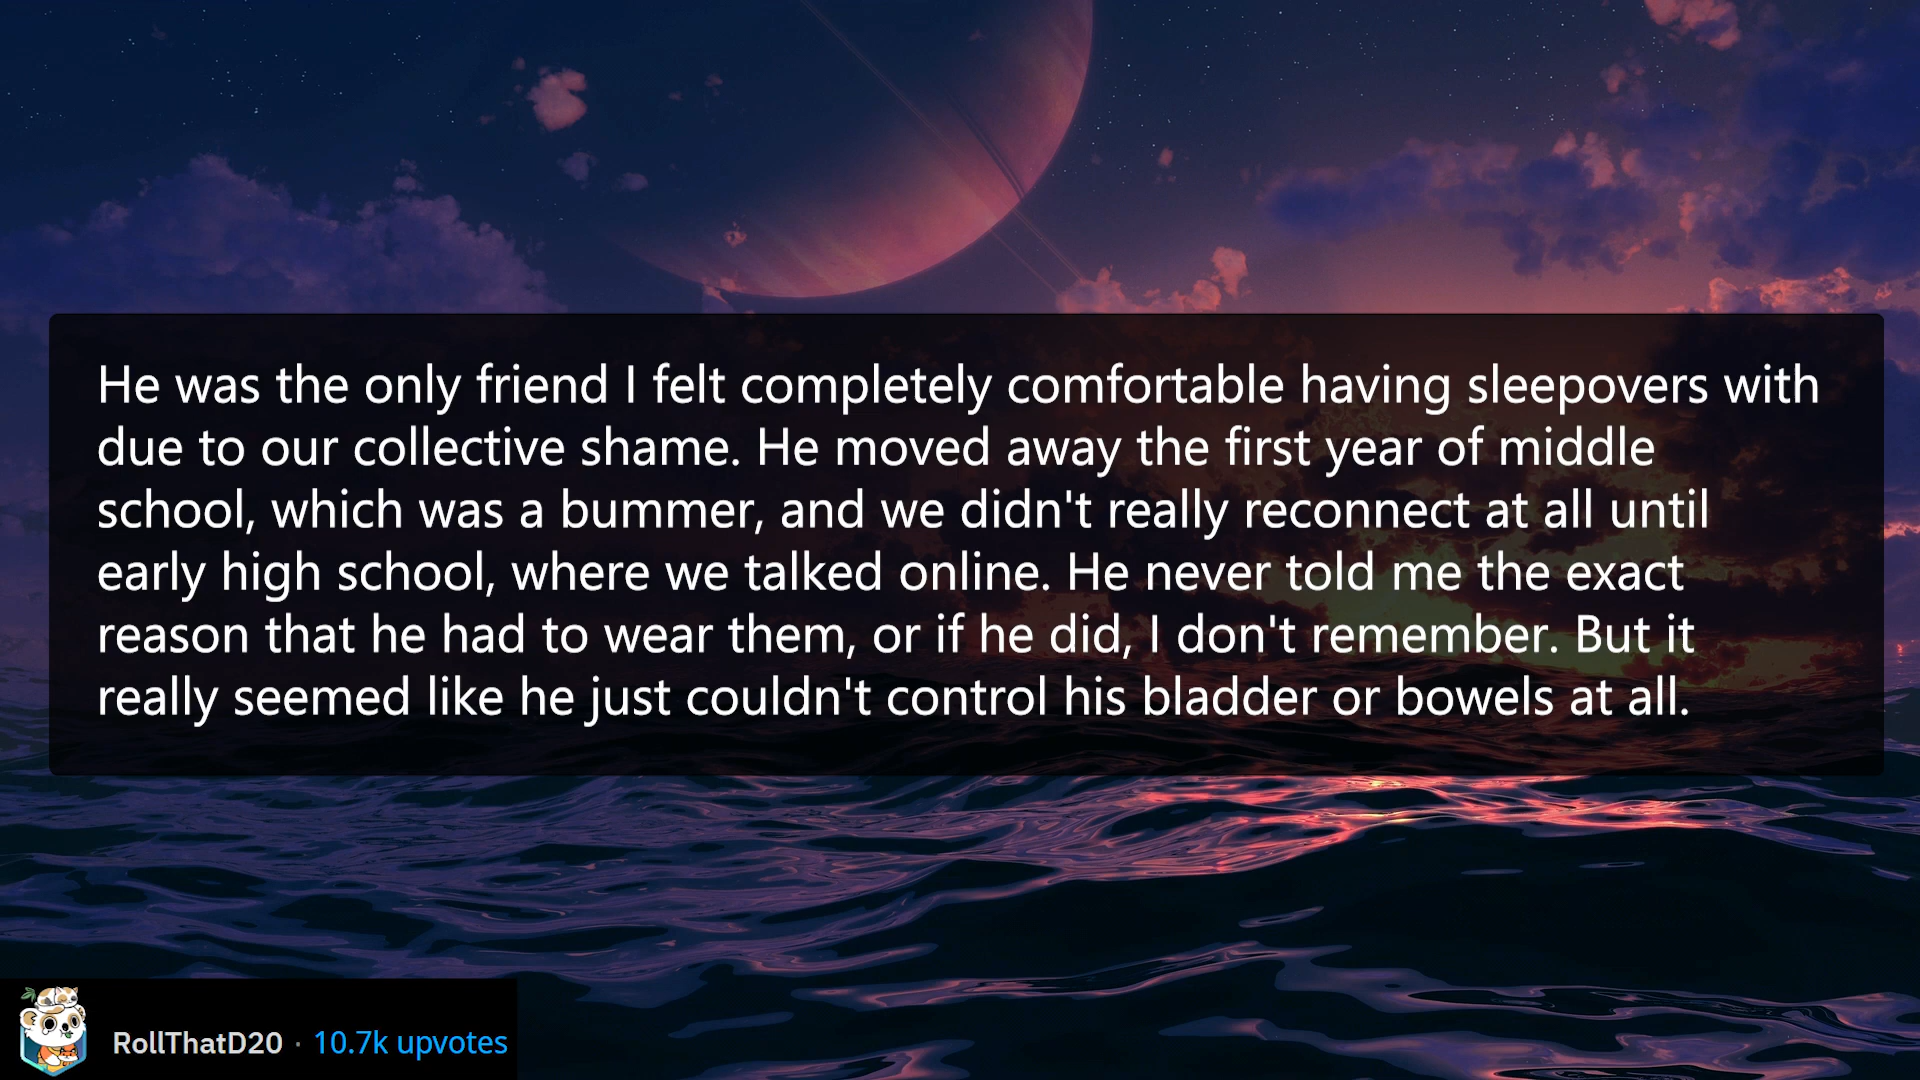 He was the only friend I felt completely comfortable having sleepovers with
due to our collective shame. He moved away the first year of middle
school, which was a bummer, and we didn't really reconnect at all until
early high school, where we talked online. He never told me the exact
reason that he had to wear them, or if he did, I don't remember. But it
really seemed like he just couldn't control his bladder or bowels at all.
RollThatD20 · 10.7k upvotes